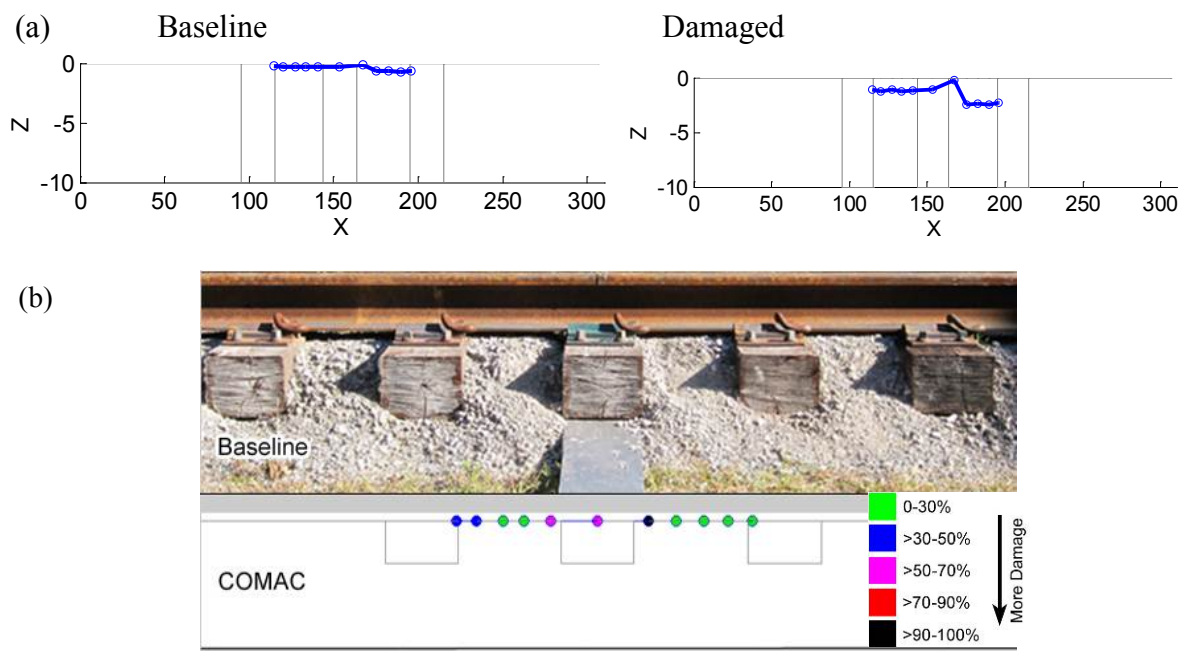 (a) Baseline Damaged
0 0
Z -5 Z -5
-10 -10
0 50 100 150 200 250 300 0 50 100 150 200 250 300
X X
(b)
Baseline
COMAC
0-30%
>30-50%
>50-70%
>70-90%
>90-100%
More Damage